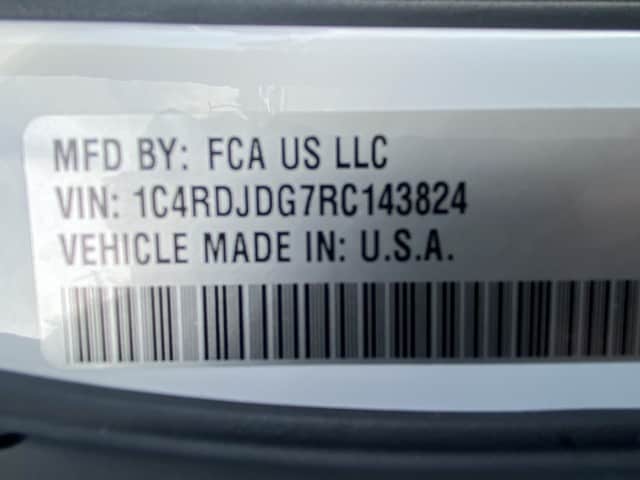 MFD BY: FCA US LLC
VIN: 1C4RDJDG7RC143824
VEHICLE MADE IN: U.S.A.